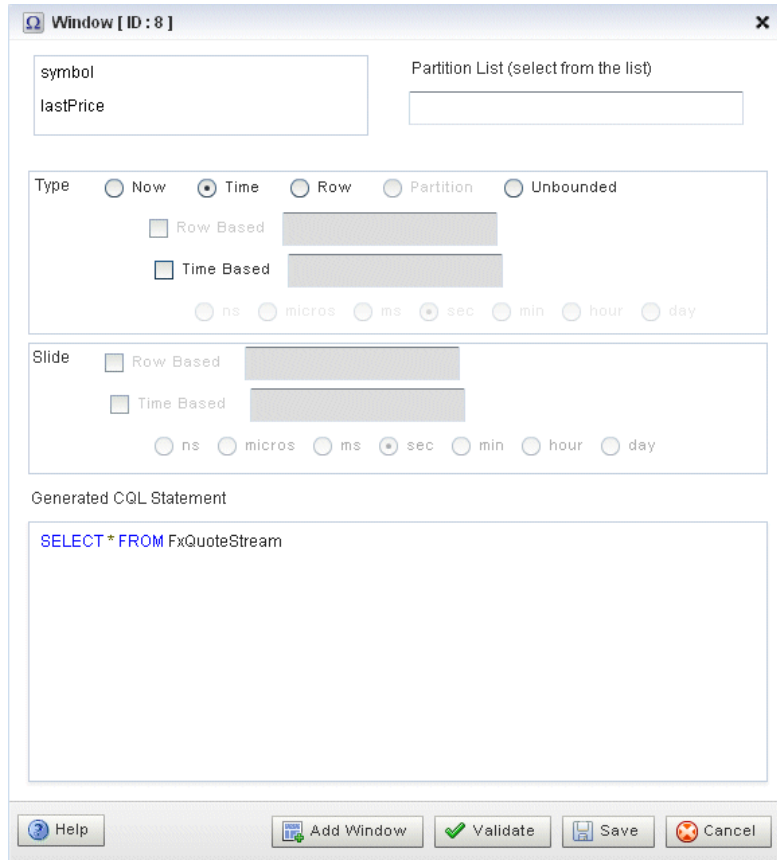 Window [ ID : 8 ]
symbol
lastPrice
Partition List (select from the list)
Type Now Time Row Partition Unbounded
Row Based
Time Based
ns micros ms sec min hour day
Slide Row Based
Time Based
ns micros ms sec min hour day
Generated CQL Statement
SELECT * FROM FxQuoteStream
Help Add Window Validate Save Cancel